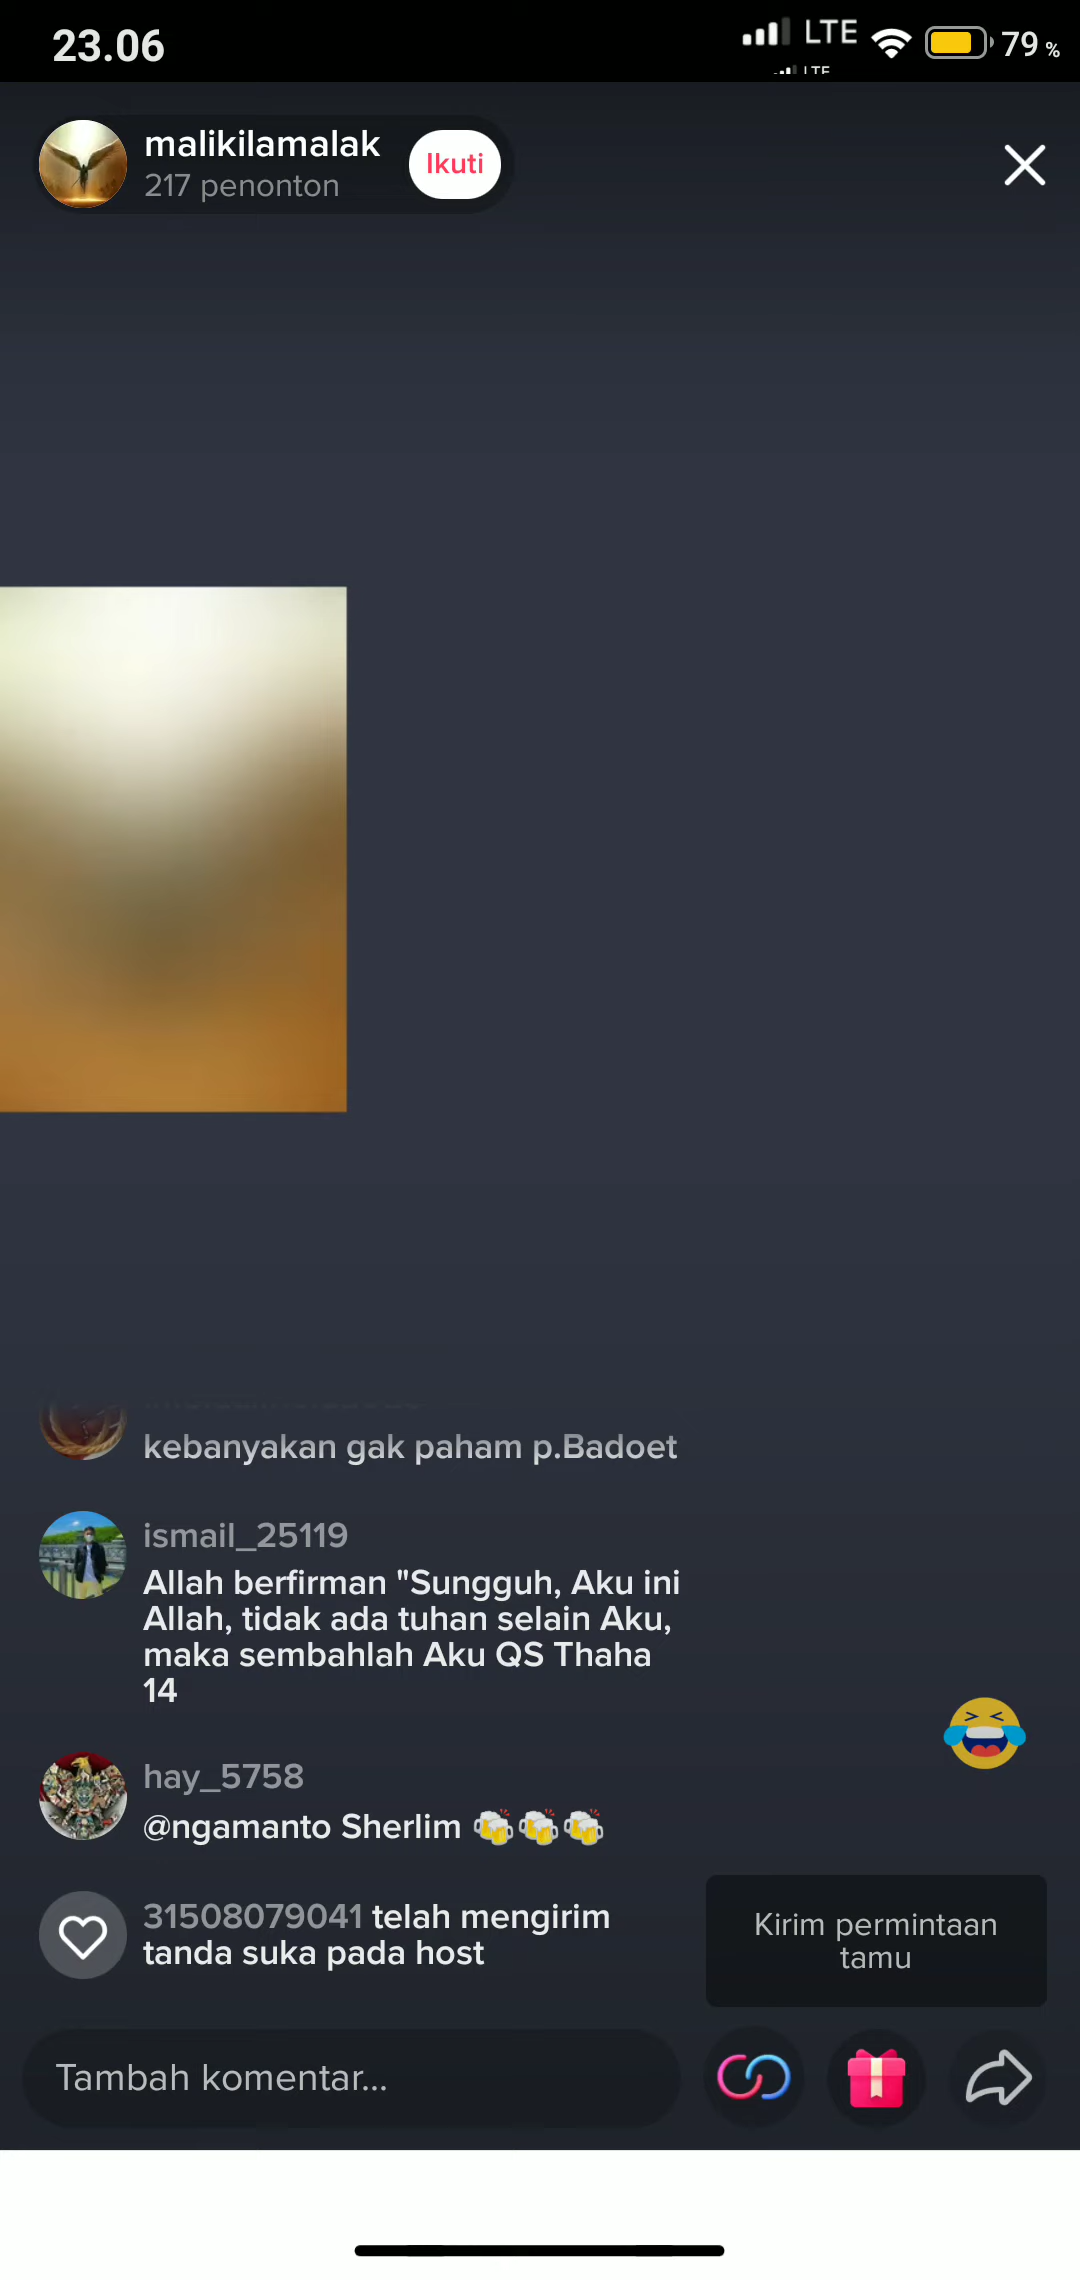 23.06
LTE
79 %
LTE
malikilamalak
217 penonton
Ikuti
kebanyakan gak paham p.Badoet
ismail_25119
Allah berfirman "Sungguh, Aku ini
Allah, tidak ada tuhan selain Aku,
maka sembahlah Aku QS Thaha
14
hay_5758
@ngamanto Sherlim 🍻🍻🍻
31508079041 telah mengirim
tanda suka pada host
Kirim permintaan
tamu
Tambah komentar...